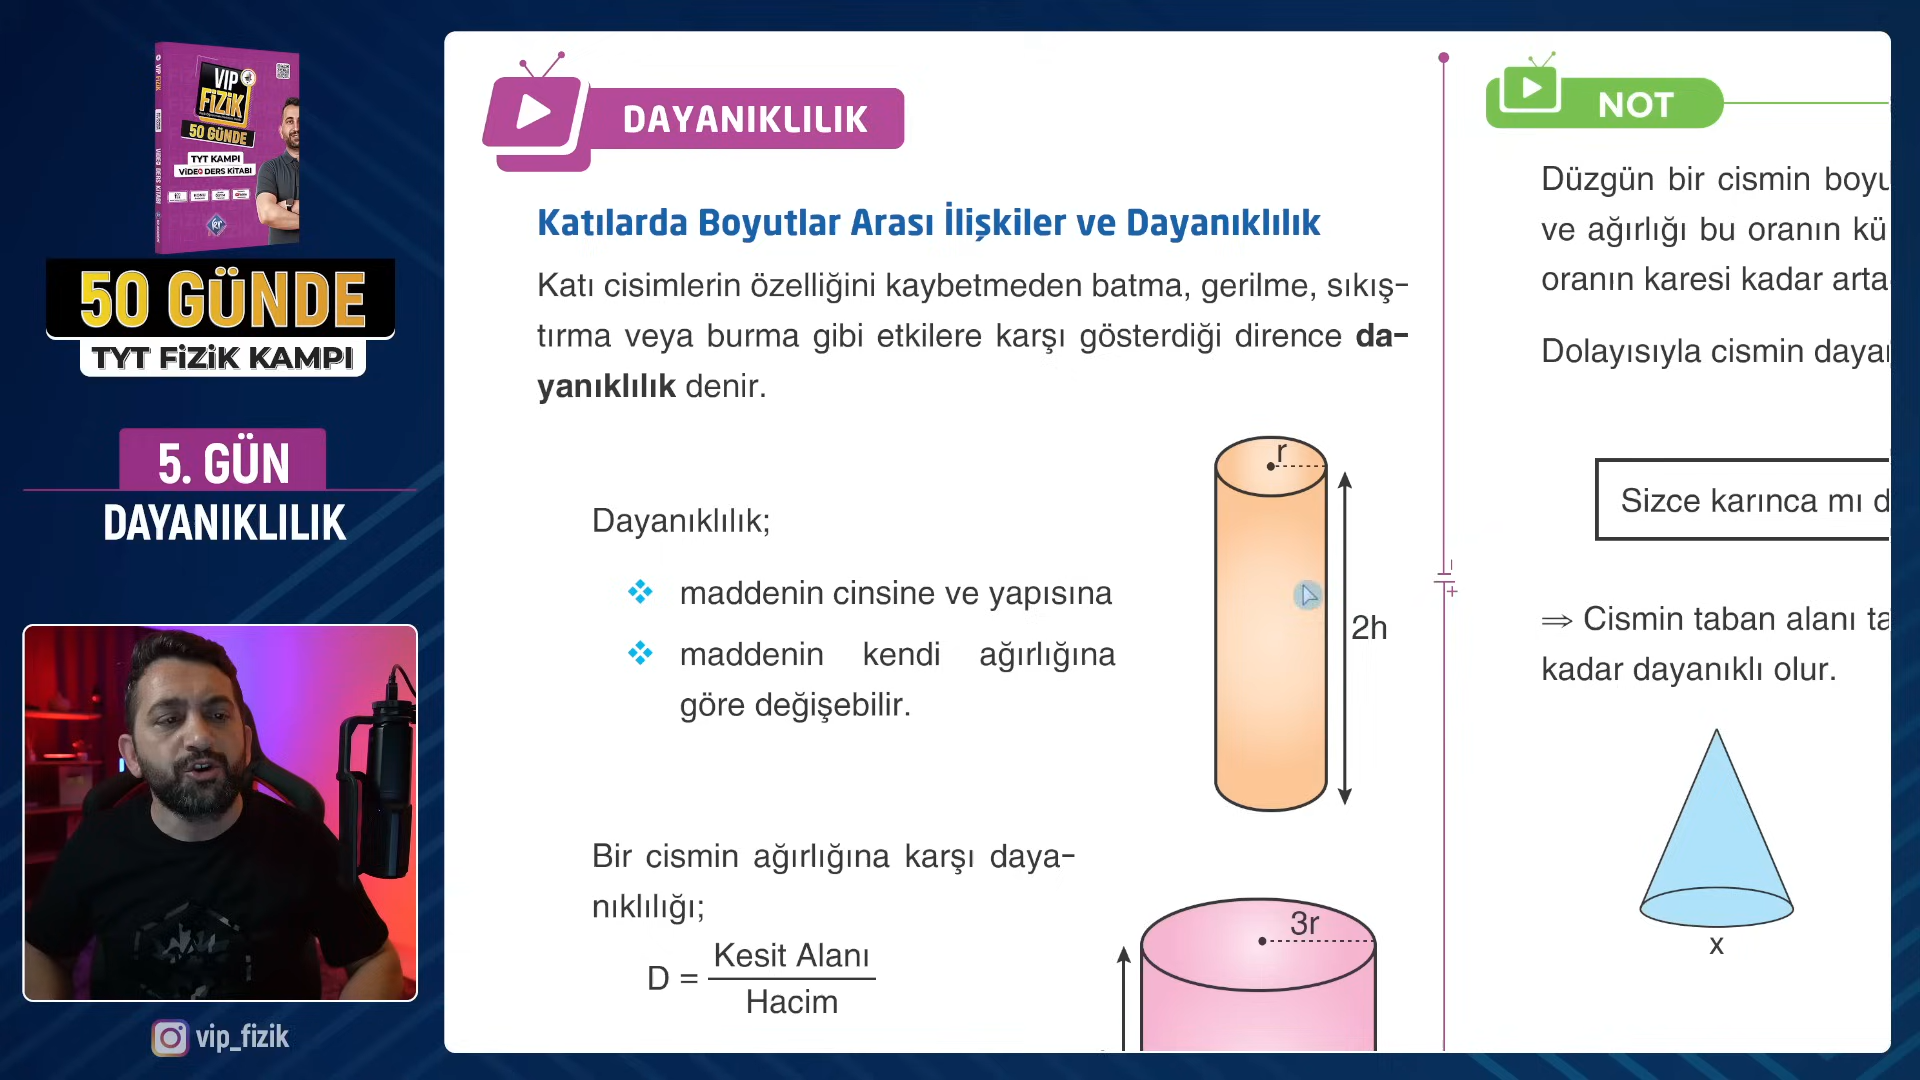 VIP
FİZİK
50 GÜNDE
TYT KAMPI
VİDEO DERS KİTABI
50 GÜNDE
TYT FİZİK KAMPI
5. GÜN
DAYANIKLILIK
vip_fizik
DAYANIKLILIK
Katılarda Boyutlar Arası İlişkiler ve Dayanıklılık
Katı cisimlerin özelliğini kaybetmeden batma, gerilme, sıkış-
tırma veya burma gibi etkilere karşı gösterdiği dirence da-
yanıklılık denir.
Dayanıklılık;
maddenin cinsine ve yapısına
maddenin kendi ağırlığına
göre değişebilir.
r
2h
Bir cismin ağırlığına karşı daya-
nıklılığı;
D = Kesit Alanı
Hacim
3r
NOT
Düzgün bir cismin boyu
ve ağırlığı bu oranın kü
oranın karesi kadar arta
Dolayısıyla cismin daya
Sizce karınca mı d
⇒ Cismin taban alanı ta
kadar dayanıklı olur.
x